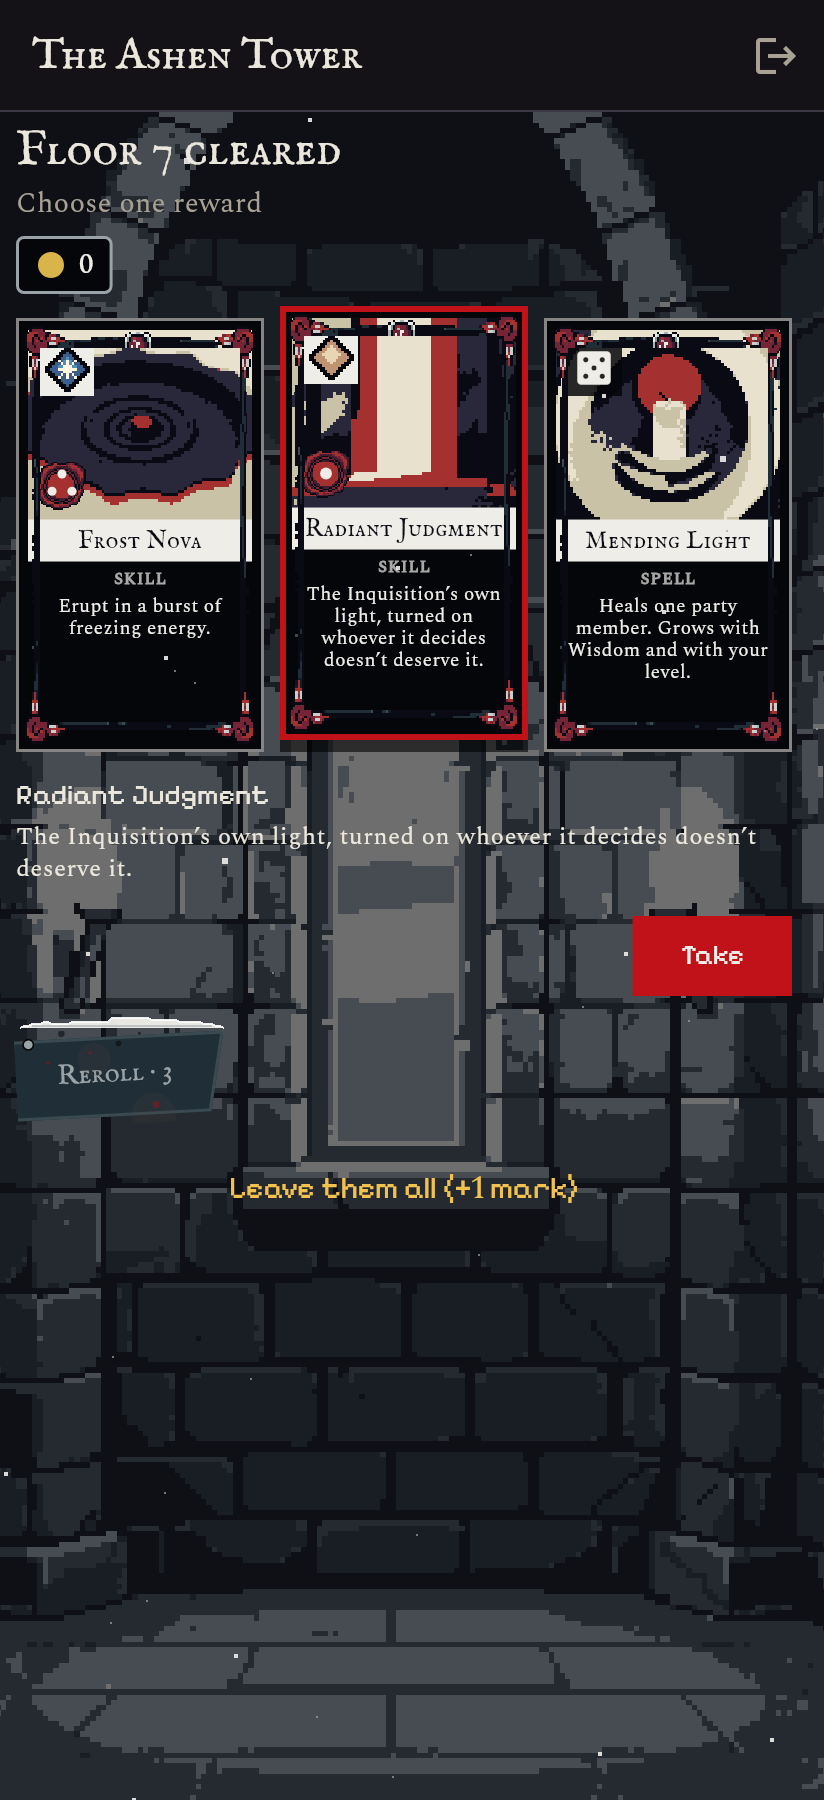 The Ashen Tower
Floor 7 cleared
Choose one reward
0
Frost Nova
SKILL
Erupt in a burst of
freezing energy.
Radiant Judgment
SKILL
The Inquisition's own
light, turned on
whoever it decides
doesn't deserve it.
Mending Light
SPELL
Heals one party
member. Grows with
Wisdom and with your
level.
Radiant Judgment
The Inquisition's own light, turned on whoever it decides doesn't
deserve it.
Take
Reroll · 3
Leave them all (+1 mark)